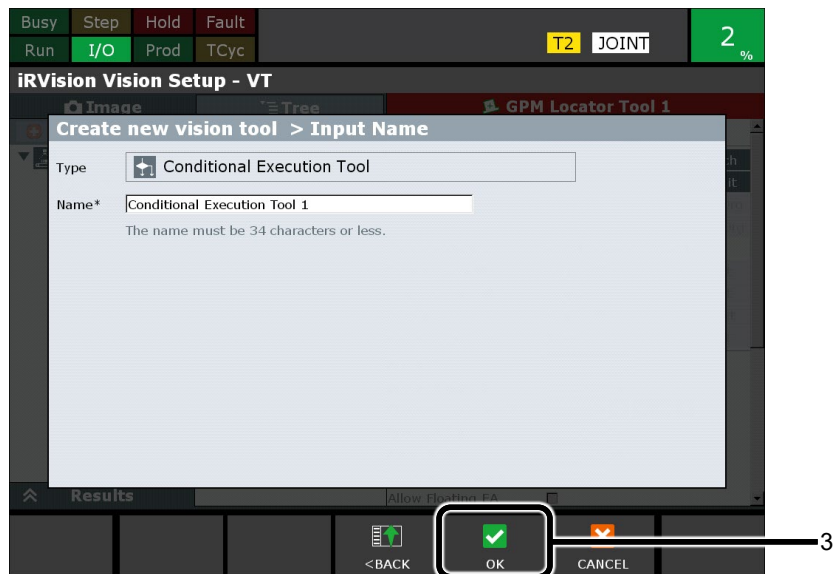 Busy Step Hold Fault
Run I/O Prod TCyc T2 JOINT 2 %
iRVision Vision Setup - VT
Image Tree GPM Locator Tool 1
Create new vision tool > Input Name
Type Conditional Execution Tool
Name* Conditional Execution Tool 1
The name must be 34 characters or less.
Results Allow Floating EA
<BACK OK CANCEL
3